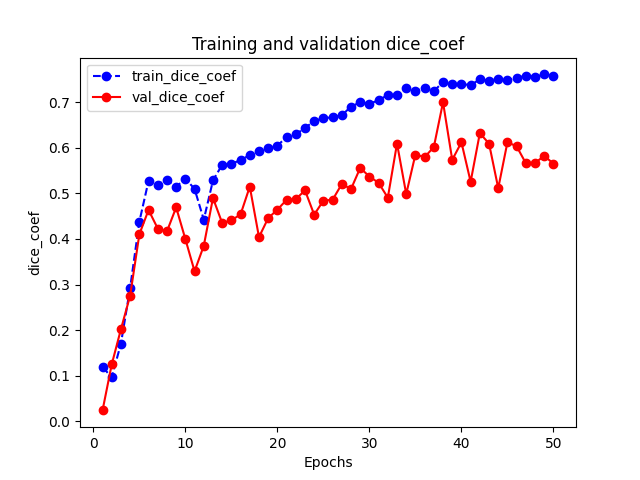 Training and validation dice_coef
train_dice_coef
val_dice_coef
dice_coef
0.7
0.6
0.5
0.4
0.3
0.2
0.1
0.0
0 10 20 30 40 50
Epochs